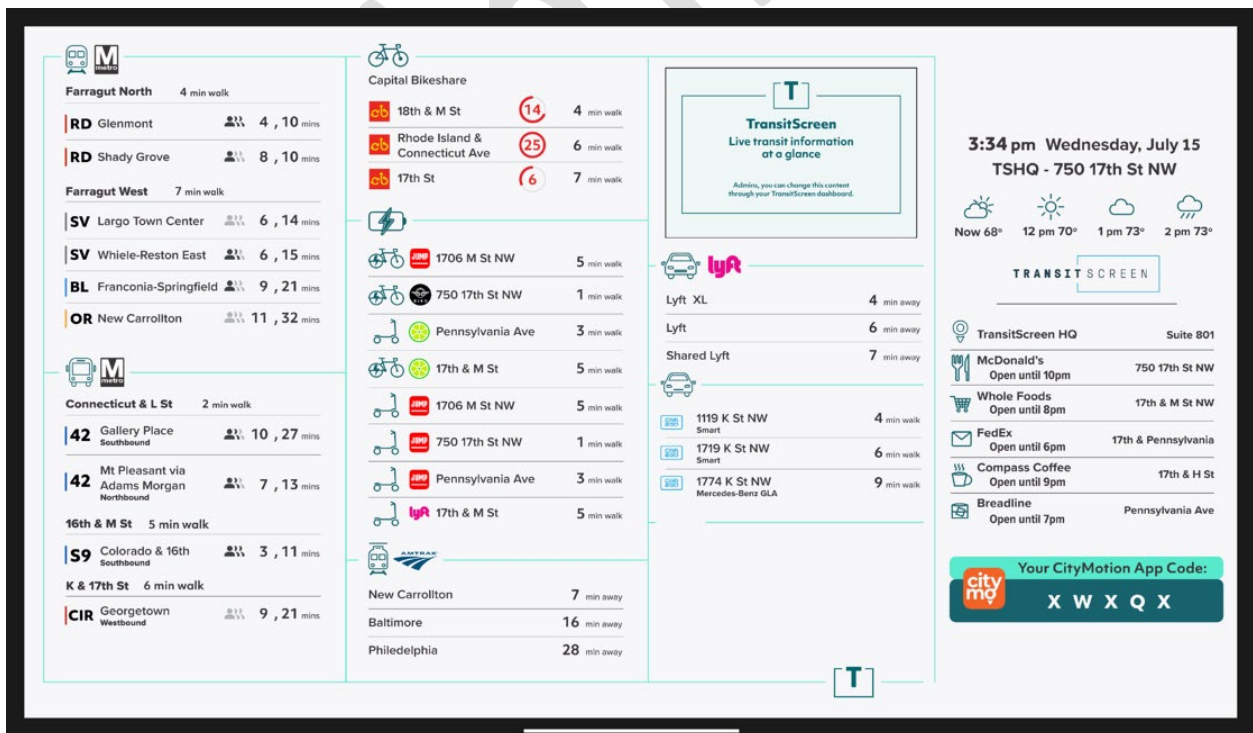 M
metro
Farragut North 4 min walk
RD Glenmont 4 , 10 mins
RD Shady Grove 8 , 10 mins
Farragut West 7 min walk
SV Largo Town Center 6 , 14 mins
SV Whiele-Reston East 6 , 15 mins
BL Franconia-Springfield 9 , 21 mins
OR New Carrollton 11 , 32 mins
M
metro
Connecticut & L St 2 min walk
42 Gallery Place 10 , 27 mins
Southbound
Mt Pleasant via
42 Adams Morgan 7 , 13 mins
Northbound
16th & M St 5 min walk
S9 Colorado & 16th 3 , 11 mins
Southbound
K & 17th St 6 min walk
CIR Georgetown 9 , 21 mins
Westbound
Capital Bikeshare
cb 18th & M St 14 4 min walk
cb Rhode Island & Connecticut Ave 25 6 min walk
cb 17th St 6 7 min walk
JUMP 1706 M St NW 5 min walk
BIRD 750 17th St NW 1 min walk
Pennsylvania Ave 3 min walk
17th & M St 5 min walk
JUMP 1706 M St NW 5 min walk
JUMP 750 17th St NW 1 min walk
JUMP Pennsylvania Ave 3 min walk
lyft 17th & M St 5 min walk
AMTRAK
New Carrollton 7 min away
Baltimore 16 min away
Philadelphia 28 min away
T
TransitScreen
Live transit information
at a glance
Admins, you can change this content
through your TransitScreen dashboard.
lyft
Lyft XL 4 min away
Lyft 6 min away
Shared Lyft 7 min away
1119 K St NW 4 min walk
Smart
1719 K St NW 6 min walk
Smart
1774 K St NW 9 min walk
Mercedes-Benz GLA
T
3:34 pm Wednesday, July 15
TSHQ - 750 17th St NW
Now 68° 12 pm 70° 1 pm 73° 2 pm 73°
TRANSITSCREEN
TransitScreen HQ Suite 801
McDonald's 750 17th St NW
Open until 10pm
Whole Foods 17th & M St NW
Open until 8pm
FedEx 17th & Pennsylvania
Open until 6pm
Compass Coffee 17th & H St
Open until 9pm
Breadline Pennsylvania Ave
Open until 7pm
Your CityMotion App Code:
city
mo
X W X Q X